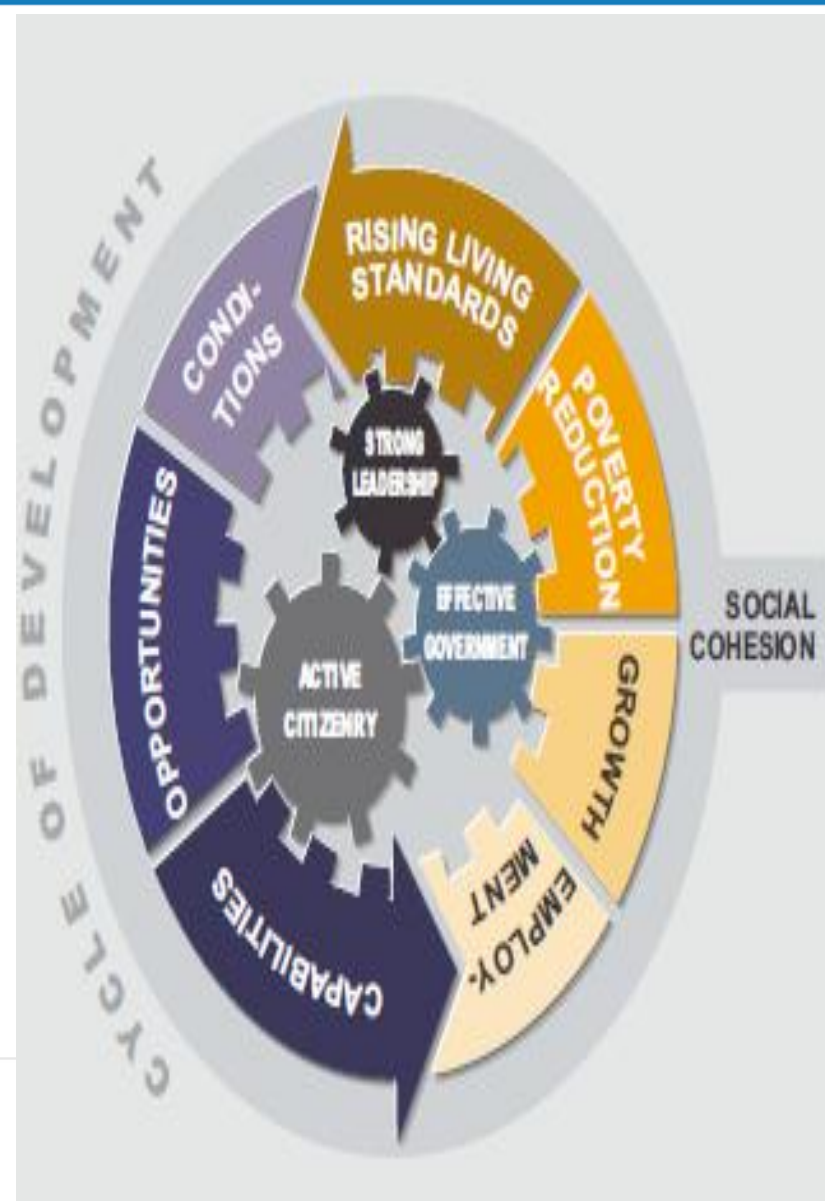 CYCLE OF DEVELOPMENT
RISING LIVING
STANDARDS
POVERTY
REDUCTION
GROWTH
EMPLOY-
MENT
CAPABILITIES
OPPORTUNITIES
CONDI-
TIONS
STRONG
LEADERSHIP
EFFECTIVE
GOVERNMENT
ACTIVE
CITIZENRY
SOCIAL
COHESION